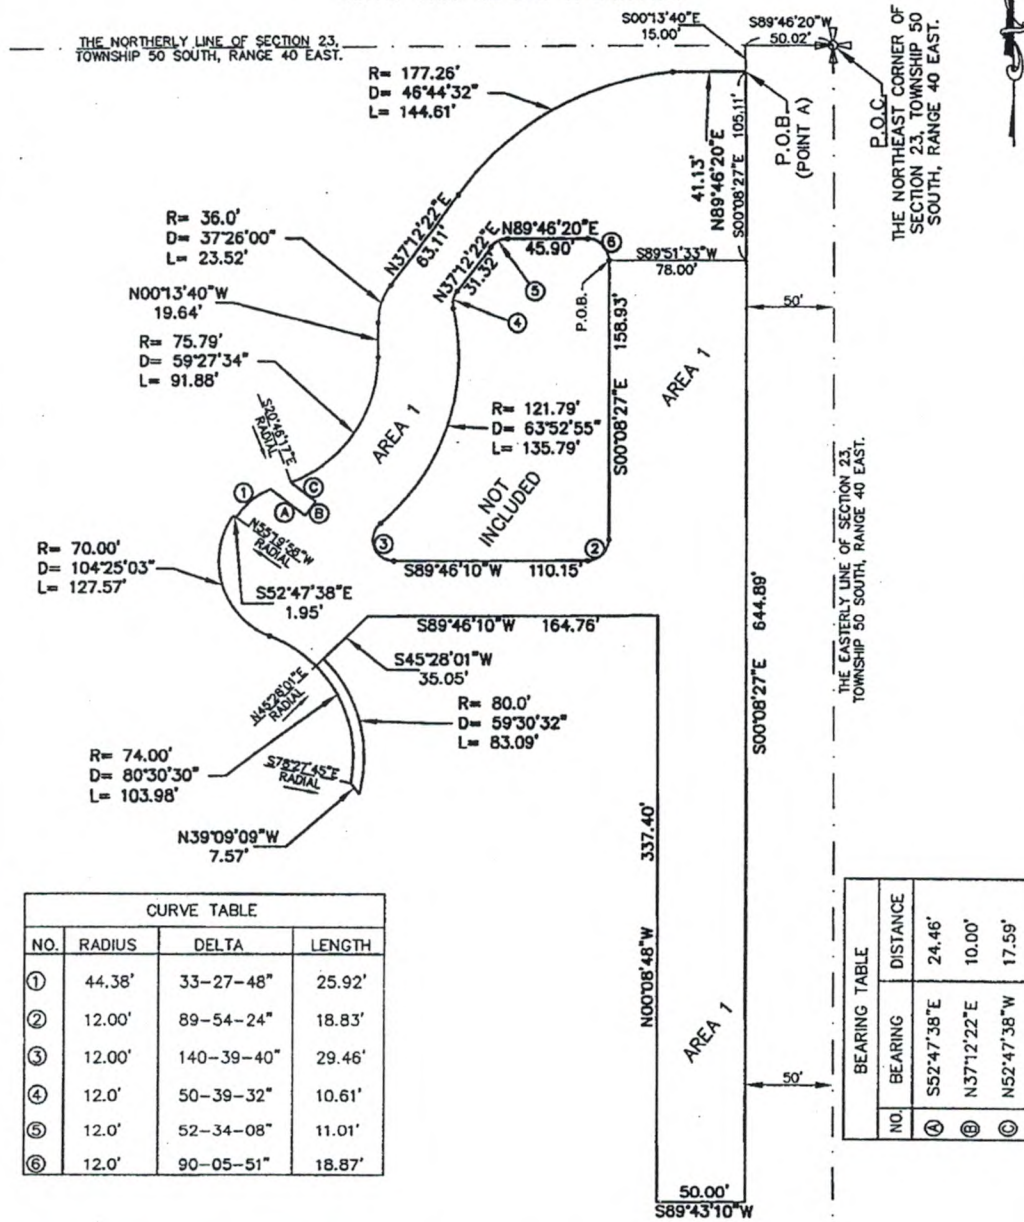 S00°13'40"E
15.00'
S89°46'20"W
50.02'
THE NORTHERLY LINE OF SECTION 23,
TOWNSHIP 50 SOUTH, RANGE 40 EAST.
R= 177.26'
D= 46°44'32"
L= 144.61'
P.O.C.
THE NORTHEAST CORNER OF
SECTION 23, TOWNSHIP 50
SOUTH, RANGE 40 EAST.
P.O.B.
(POINT A)
41.13'
N89°46'20"E
S00°08'27"E 105.11'
R= 36.0'
D= 37°26'00"
L= 23.52'
N37°12'22"E
63.11'
N37°12'22"E
31.32'
N89°46'20"E
45.90'
⑥
S89°51'33"W
78.00'
⑤
④
P.O.B.
50'
N00°13'40"W
19.64'
R= 75.79'
D= 59°27'34"
L= 91.88'
158.93'
S00°08'27"E
AREA 1
AREA 1
R= 121.79'
D= 63°52'55"
L= 135.79'
S20°46'17"E
RADIAL
NOT
INCLUDED
①
Ⓐ
Ⓑ
Ⓒ
N55°19'58"W
RADIAL
③
②
S89°46'10"W 110.15'
R= 70.00'
D= 104°25'03"
L= 127.57'
S52°47'38"E
1.95'
S89°46'10"W 164.76'
S45°28'01"W
35.05'
644.89'
S00°08'27"E
THE EASTERLY LINE OF SECTION 23,
TOWNSHIP 50 SOUTH, RANGE 40 EAST.
N45°28'01"E
RADIAL
R= 80.0'
D= 59°30'32"
L= 83.09'
R= 74.00'
D= 80°30'30"
L= 103.98'
RADIAL
N39°09'09"W
7.57'
337.40'
N00°08'48"W
AREA 1
50'
50.00'
S89°43'10"W
CURVE TABLE
NO. RADIUS DELTA LENGTH
① 44.38' 33-27-48" 25.92'
② 12.00' 89-54-24" 18.83'
③ 12.00' 140-39-40" 29.46'
④ 12.0' 50-39-32" 10.61'
⑤ 12.0' 52-34-08" 11.01'
⑥ 12.0' 90-05-51" 18.87'
BEARING TABLE
NO. BEARING DISTANCE
Ⓐ S52°47'38"E 24.46'
Ⓑ N37°12'22"E 10.00'
Ⓒ N52°47'38"W 17.59'